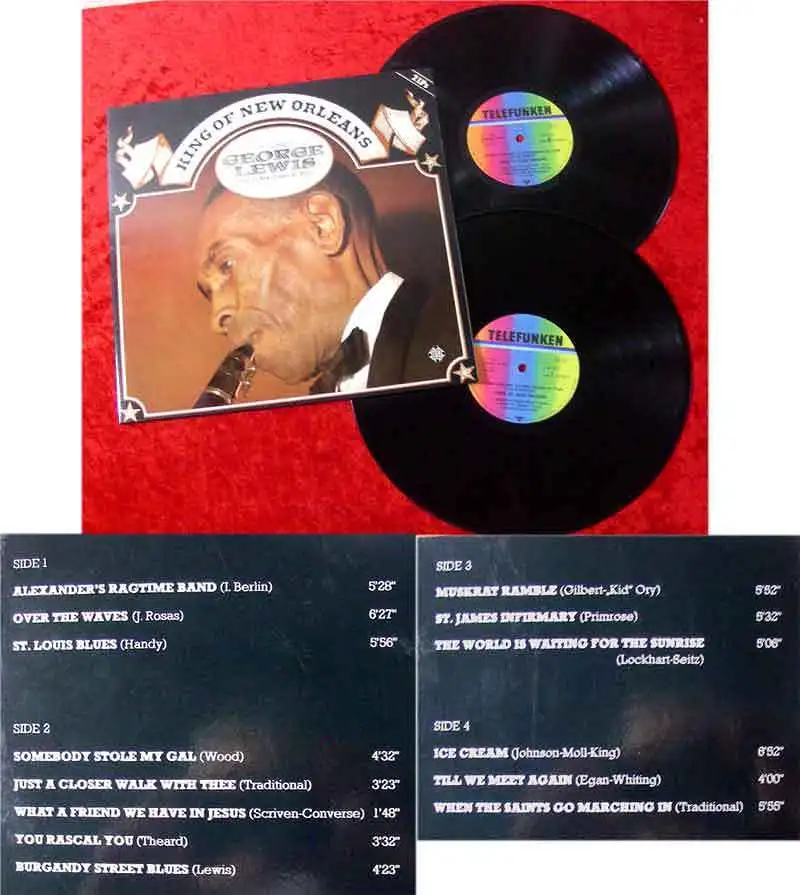 2 LPs
KING OF NEW ORLEANS
GEORGE
LEWIS
TELEFUNKEN
TELEFUNKEN
SIDE 1
ALEXANDER'S RAGTIME BAND (I. Berlin) 5'28"
OVER THE WAVES (J. Rosas) 6'27"
ST. LOUIS BLUES (Handy) 5'56"
SIDE 2
SOMEBODY STOLE MY GAL (Wood) 4'32"
JUST A CLOSER WALK WITH THEE (Traditional) 3'23"
WHAT A FRIEND WE HAVE IN JESUS (Scriven-Converse) 1'48"
YOU RASCAL YOU (Theard) 3'32"
BURGANDY STREET BLUES (Lewis) 4'23"
SIDE 3
MUSKRAT RAMBLE (Gilbert-„Kid" Ory) 5'52"
ST. JAMES INFIRMARY (Primrose) 5'32"
THE WORLD IS WAITING FOR THE SUNRISE
(Lockhart-Seitz) 5'06"
SIDE 4
ICE CREAM (Johnson-Moll-King) 6'52"
TILL WE MEET AGAIN (Egan-Whiting) 4'00"
WHEN THE SAINTS GO MARCHING IN (Traditional) 5'55"